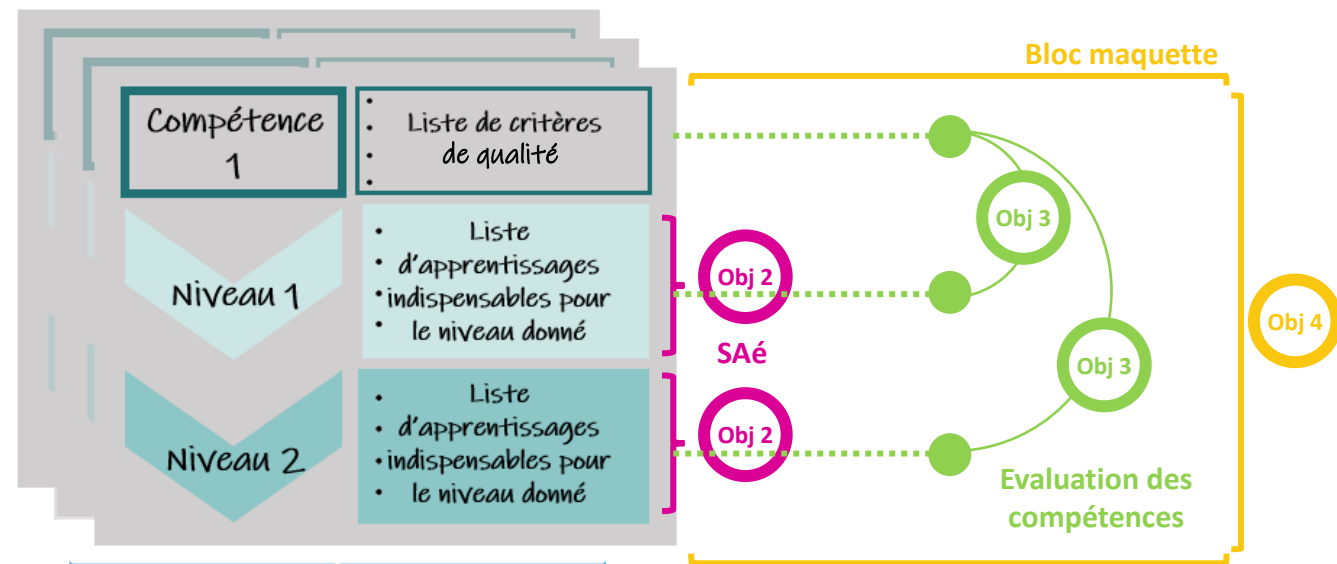 Bloc maquette
Compétence
1
• Liste de critères
• de qualité
•
•
Niveau 1
• Liste
• d'apprentissages
• indispensables pour
• le niveau donné
Obj 2
SAé
Niveau 2
• Liste
• d'apprentissages
• indispensables pour
• le niveau donné
Obj 2
Obj 3
Obj 3
Evaluation des
compétences
Obj 4